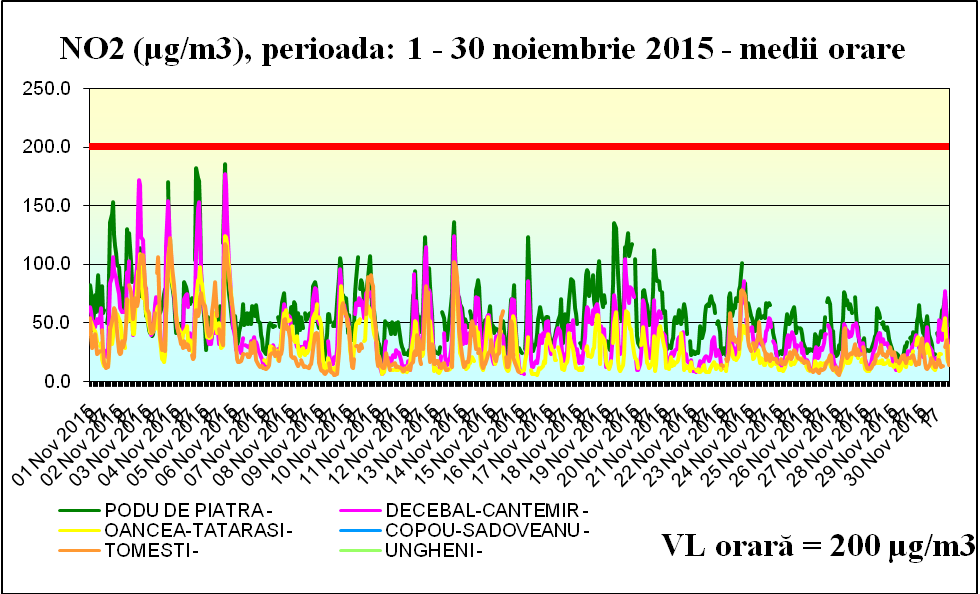 NO2 (µg/m3), perioada: 1 - 30 noiembrie 2015 - medii orare
250.0
200.0
150.0
100.0
50.0
0.0
01 Nov 2015
02 Nov 2015
03 Nov 2015
04 Nov 2015
05 Nov 2015
06 Nov 2015
07 Nov 2015
08 Nov 2015
09 Nov 2015
10 Nov 2015
11 Nov 2015
12 Nov 2015
13 Nov 2015
14 Nov 2015
15 Nov 2015
16 Nov 2015
17 Nov 2015
18 Nov 2015
19 Nov 2015
20 Nov 2015
21 Nov 2015
22 Nov 2015
23 Nov 2015
24 Nov 2015
25 Nov 2015
26 Nov 2015
27 Nov 2015
28 Nov 2015
29 Nov 2015
30 Nov 2015
17
PODU DE PIATRA- DECEBAL-CANTEMIR-
OANCEA-TATARASI- COPOU-SADOVEANU-
TOMESTI- UNGHENI-
VL orară = 200 µg/m3